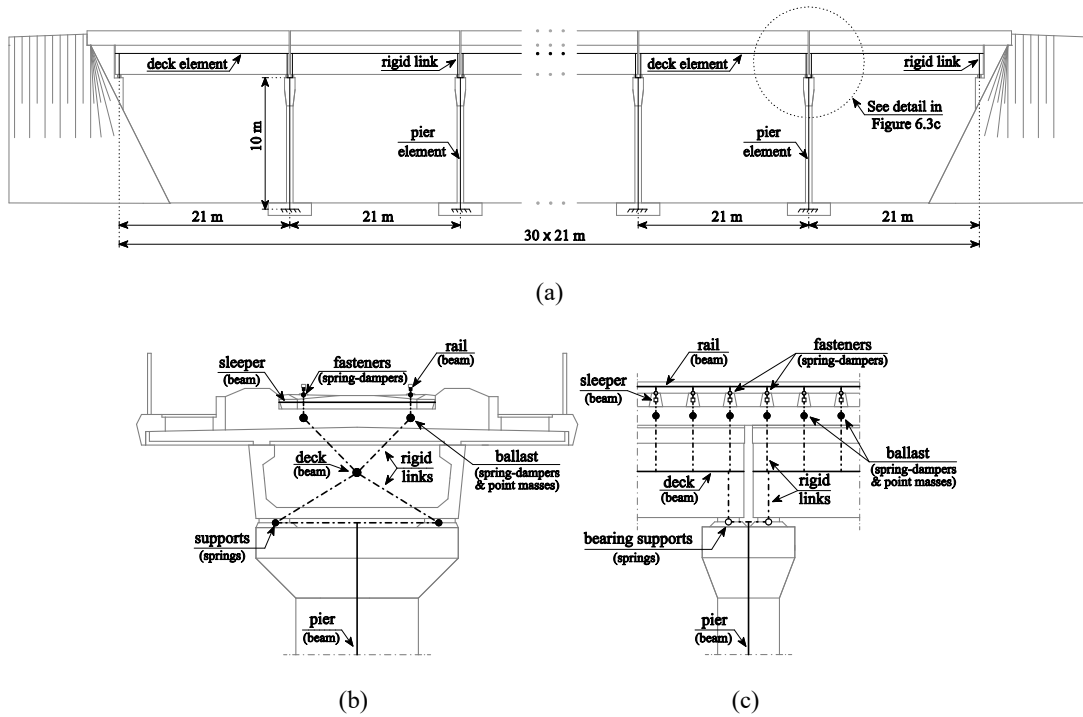 deck element
rigid link
deck element
rigid link
See detail in
Figure 6.3c
10 m
pier
element
pier
element
21 m
21 m
21 m
21 m
30 x 21 m
(a)
sleeper
(beam)
fasteners
(spring-dampers)
rail
(beam)
deck
(beam)
rigid
links
ballast
(spring-dampers
& point masses)
supports
(springs)
pier
(beam)
(b)
rail
(beam)
fasteners
(spring-dampers)
sleeper
(beam)
ballast
(spring-dampers
& point masses)
deck
(beam)
rigid
links
bearing supports
(springs)
pier
(beam)
(c)